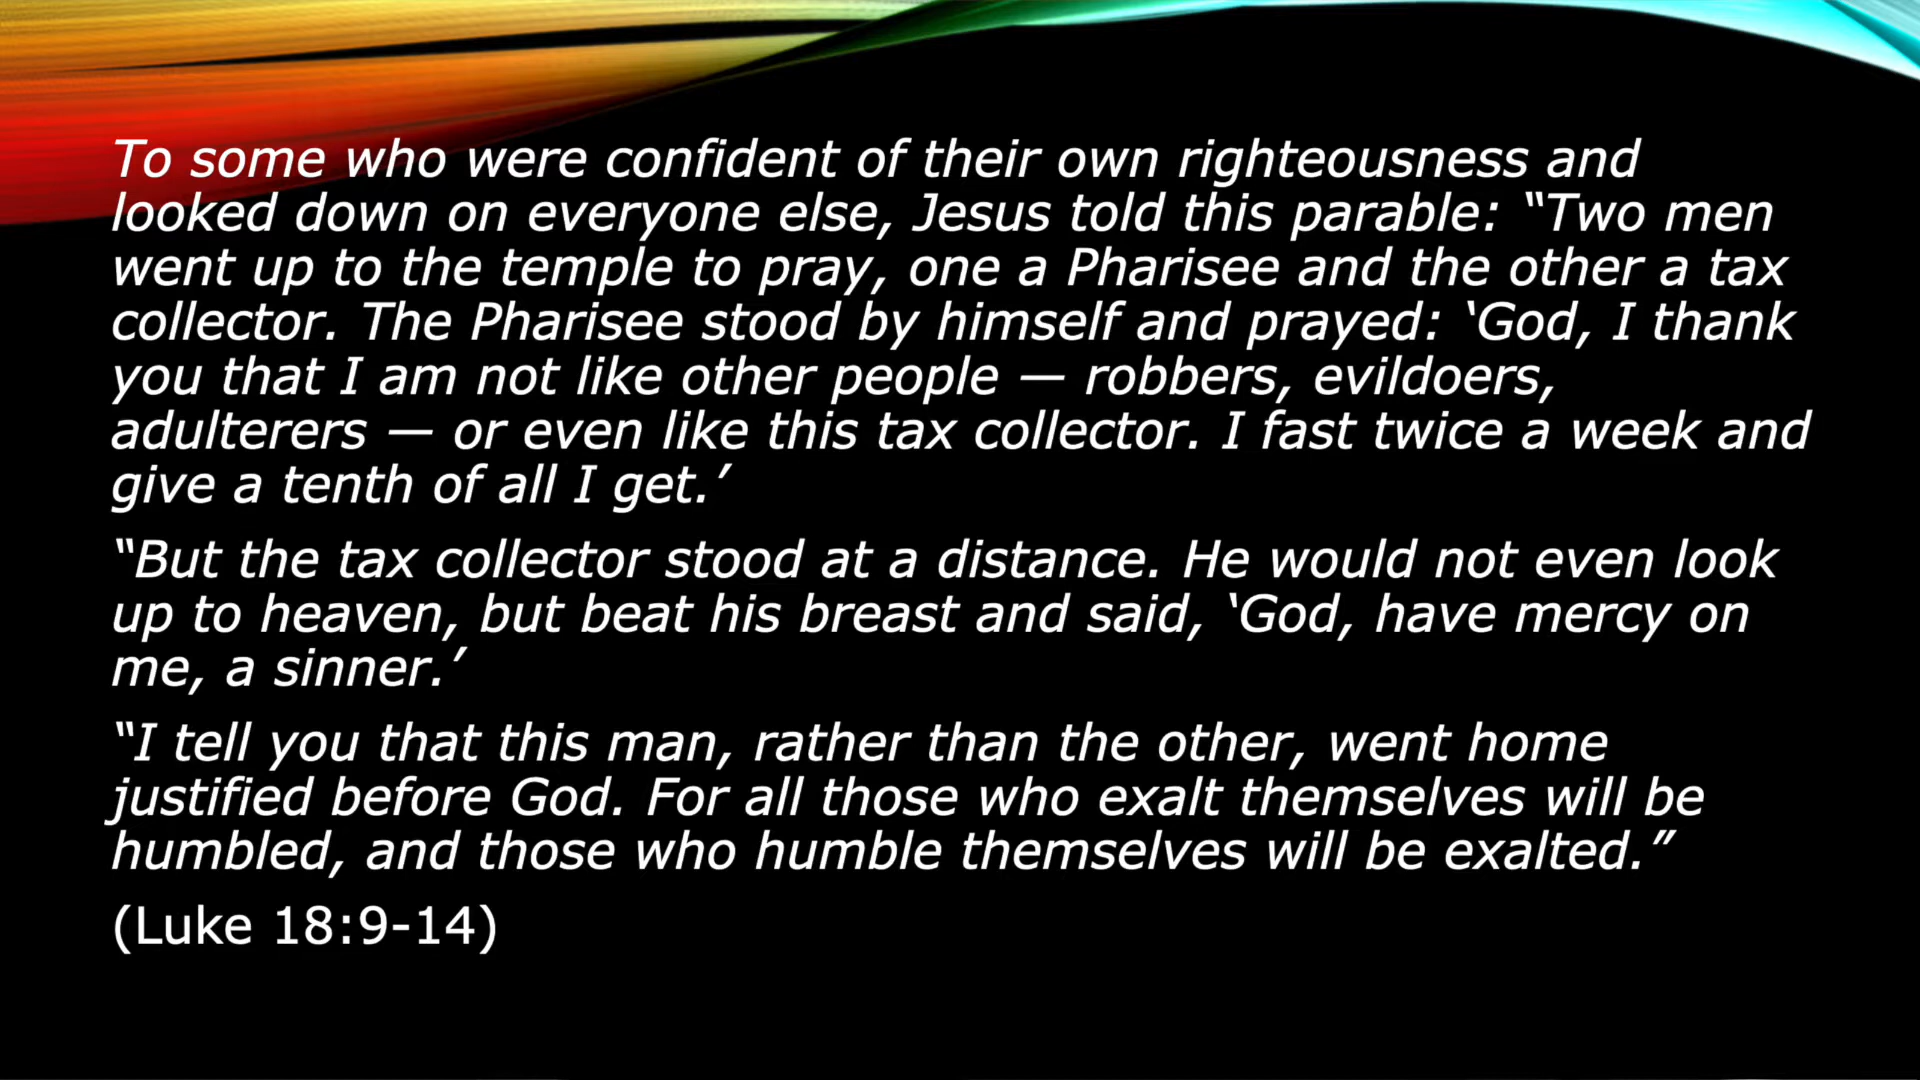 To some who were confident of their own righteousness and
looked down on everyone else, Jesus told this parable: “Two men
went up to the temple to pray, one a Pharisee and the other a tax
collector. The Pharisee stood by himself and prayed: ‘God, I thank
you that I am not like other people — robbers, evildoers,
adulterers — or even like this tax collector. I fast twice a week and
give a tenth of all I get.’
“But the tax collector stood at a distance. He would not even look
up to heaven, but beat his breast and said, ‘God, have mercy on
me, a sinner.’
“I tell you that this man, rather than the other, went home
justified before God. For all those who exalt themselves will be
humbled, and those who humble themselves will be exalted.”
(Luke 18:9-14)